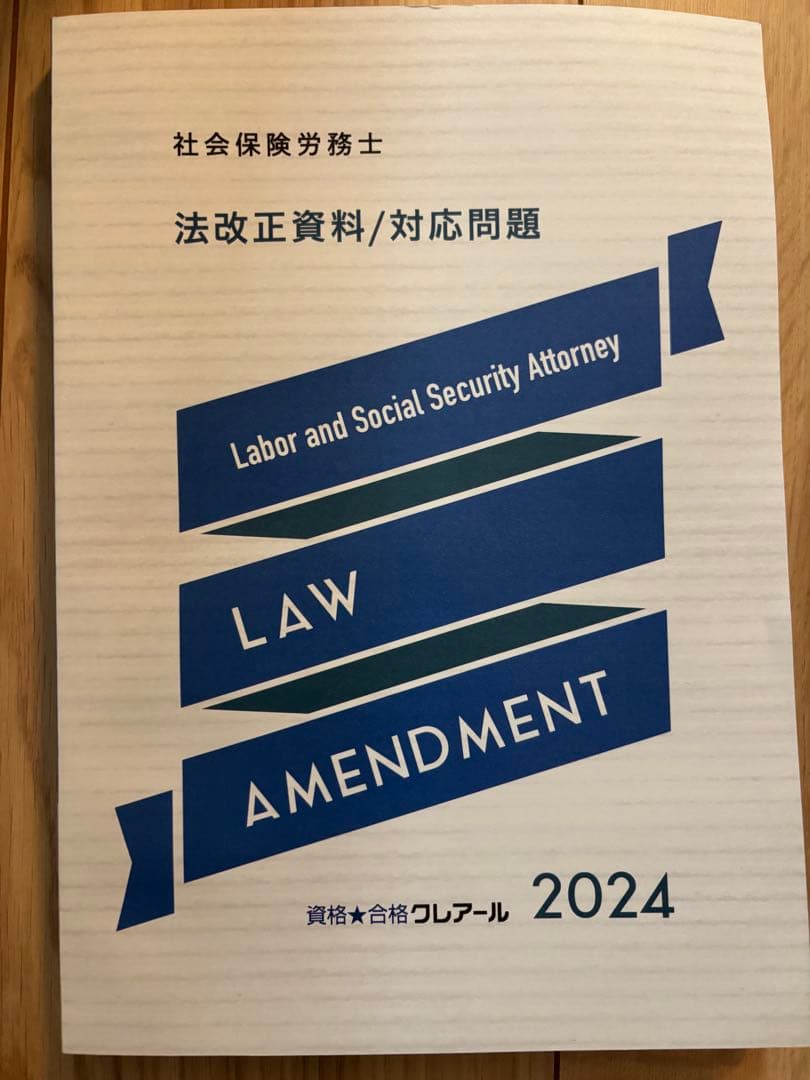 社会保険労務士
法改正資料/対応問題
Labor and Social Security Attorney
LAW
AMENDMENT
資格★合格クレアール 2024